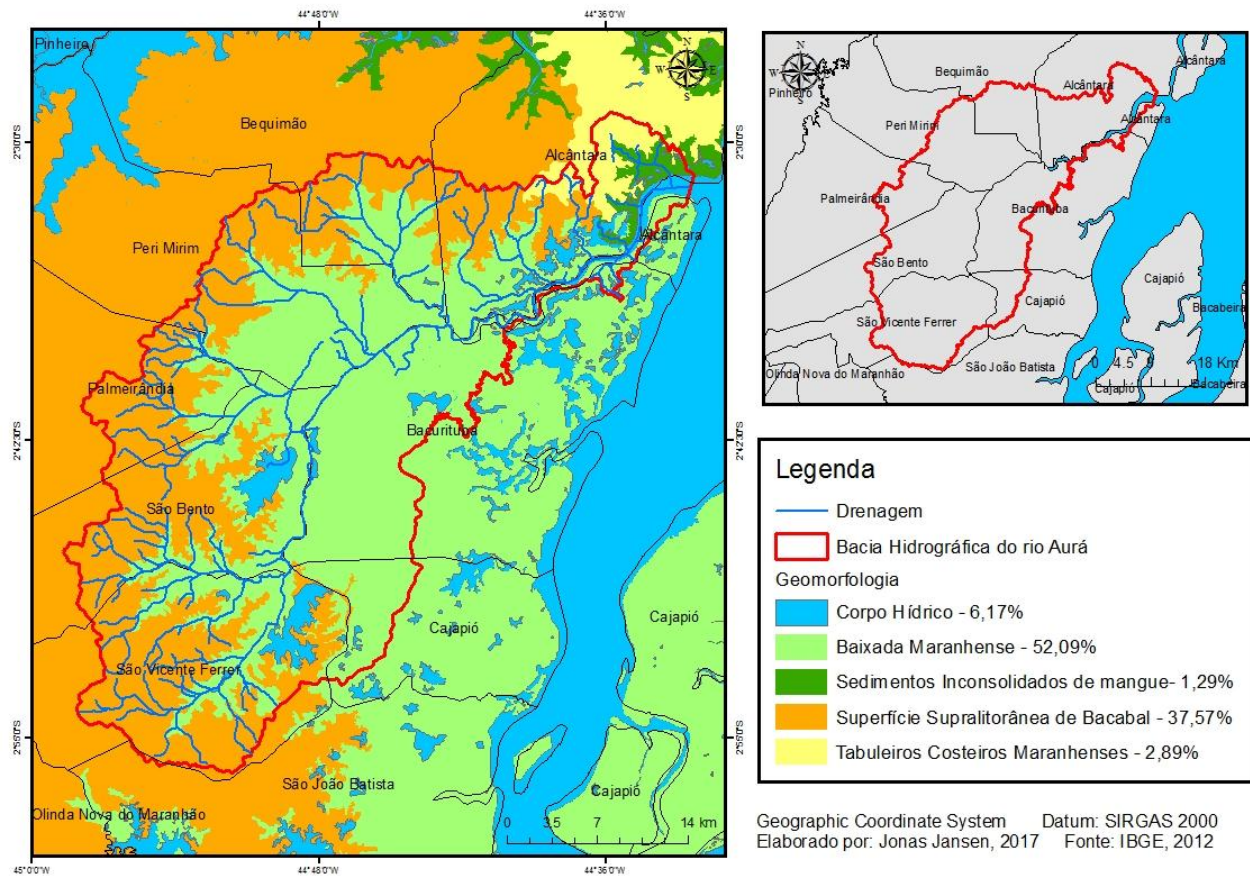 44°48'0"W
44°36'0"W
Pinheiro
N
W
E
S
Bequimão
Alcântara
2°30'0"S
Alcântara
Peri Mirim
Palmeirândia
Bacurituba
2°42'0"S
São Bento
Cajapió
Cajapió
São Vicente Ferrer
São João Batista
Cajapió
Olinda Nova do Maranhão
0 3.5 7 14 km
45°0'0"W
44°48'0"W
44°36'0"W
N
W
E
S
Alcântara
Bequimão
Alcântara
Pinheiro
Alcântara
Peri Mirim
Palmeirândia
Bacurituba
São Bento
Cajapió
Cajapió
Bacabeira
São Vicente Ferrer
São João Batista
Olinda Nova do Maranhão
0 4.5 9 18 Km
Cajapió
Bacabeira
Legenda
Drenagem
Bacia Hidrográfica do rio Aurá
Geomorfologia
Corpo Hídrico - 6,17%
Baixada Maranhense - 52,09%
Sedimentos Inconsolidados de mangue- 1,29%
Superfície Supralitorânea de Bacabal - 37,57%
Tabuleiros Costeiros Maranhenses - 2,89%
Geographic Coordinate System Datum: SIRGAS 2000
Elaborado por: Jonas Jansen, 2017 Fonte: IBGE, 2012